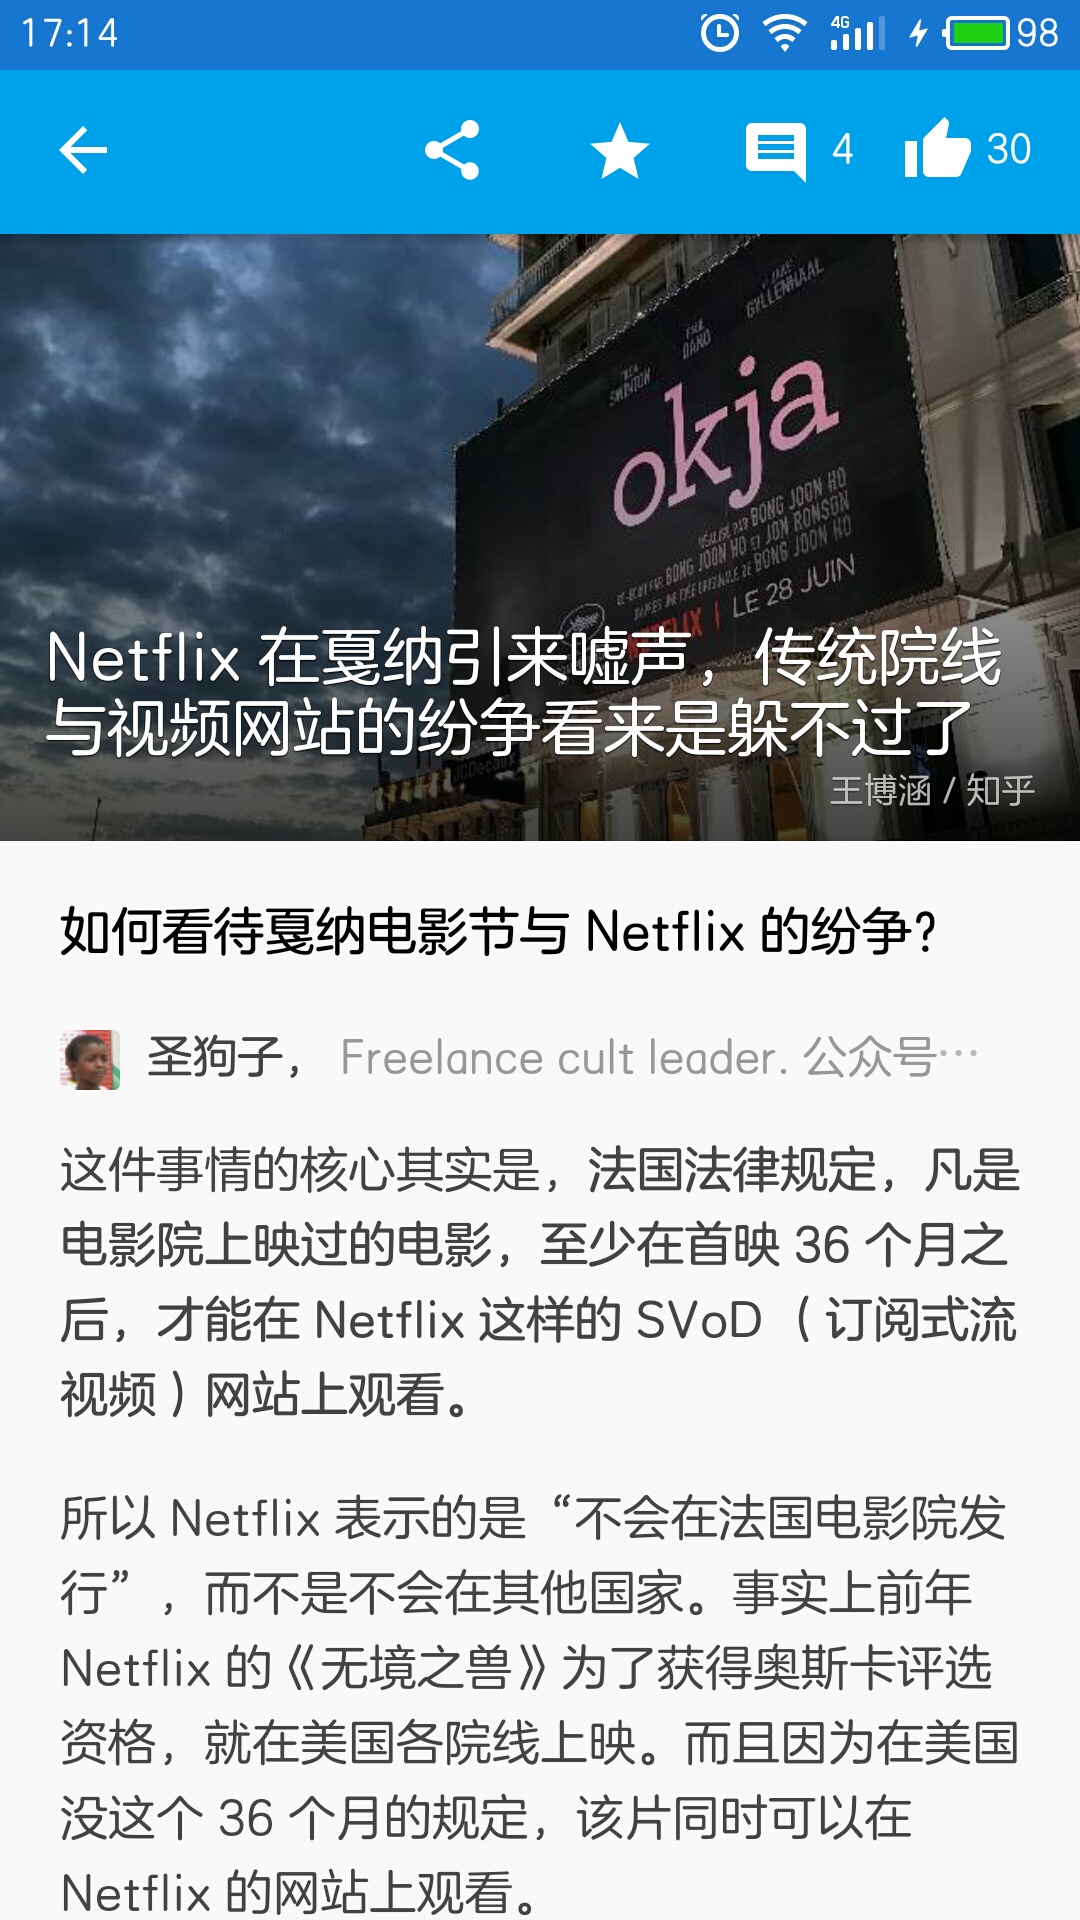 17:14
4G
98
4
30
JAKE
GYLLENHAAL
PAUL
DANO
TILDA
SWINTON
okja
RÉALISÉ PAR BONG JOON HO
BONG JOON HO ET JON RONSON
BONG JOON HO
NETFLIX | LE 28 JUIN
Netflix 在戛纳引来嘘声，传统院线
与视频网站的纷争看来是躲不过了
JCDecaux
王博涵 / 知乎
如何看待戛纳电影节与 Netflix 的纷争？
圣狗子， Freelance cult leader. 公众号…
这件事情的核心其实是，法国法律规定，凡是
电影院上映过的电影，至少在首映 36 个月之
后，才能在 Netflix 这样的 SVoD （订阅式流
视频）网站上观看。
所以 Netflix 表示的是“不会在法国电影院发
行”，而不是不会在其他国家。事实上前年
Netflix 的《无境之兽》为了获得奥斯卡评选
资格，就在美国各院线上映。而且因为在美国
没这个 36 个月的规定，该片同时可以在
Netflix 的网站上观看。